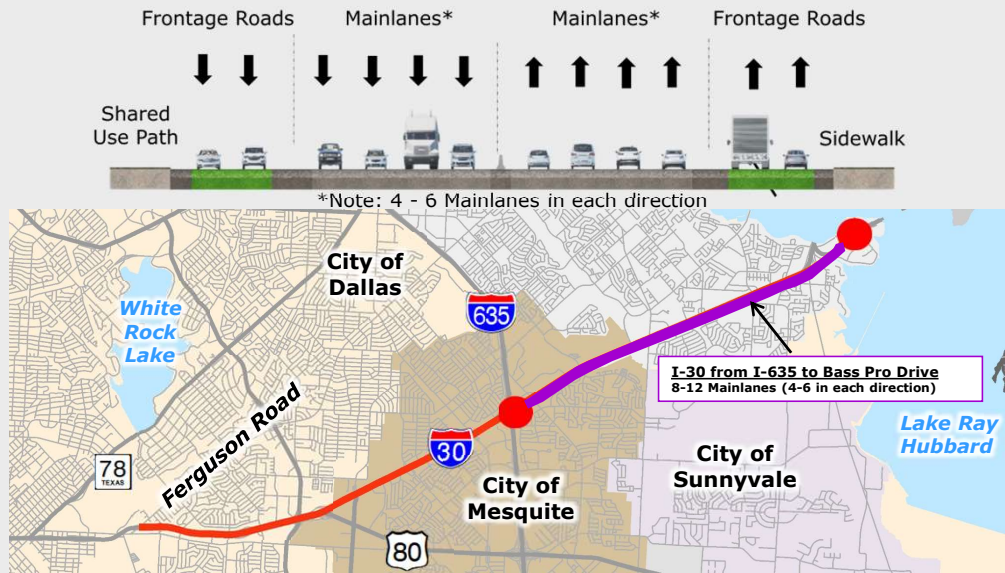 Frontage Roads
Mainlanes*
Mainlanes*
Frontage Roads
Shared
Use Path
Sidewalk
*Note: 4 - 6 Mainlanes in each direction
City of
Dallas
White
Rock
Lake
635
I-30 from I-635 to Bass Pro Drive
8-12 Mainlanes (4-6 in each direction)
Ferguson Road
30
Lake Ray
Hubbard
78
TEXAS
City of
Mesquite
City of
Sunnyvale
80